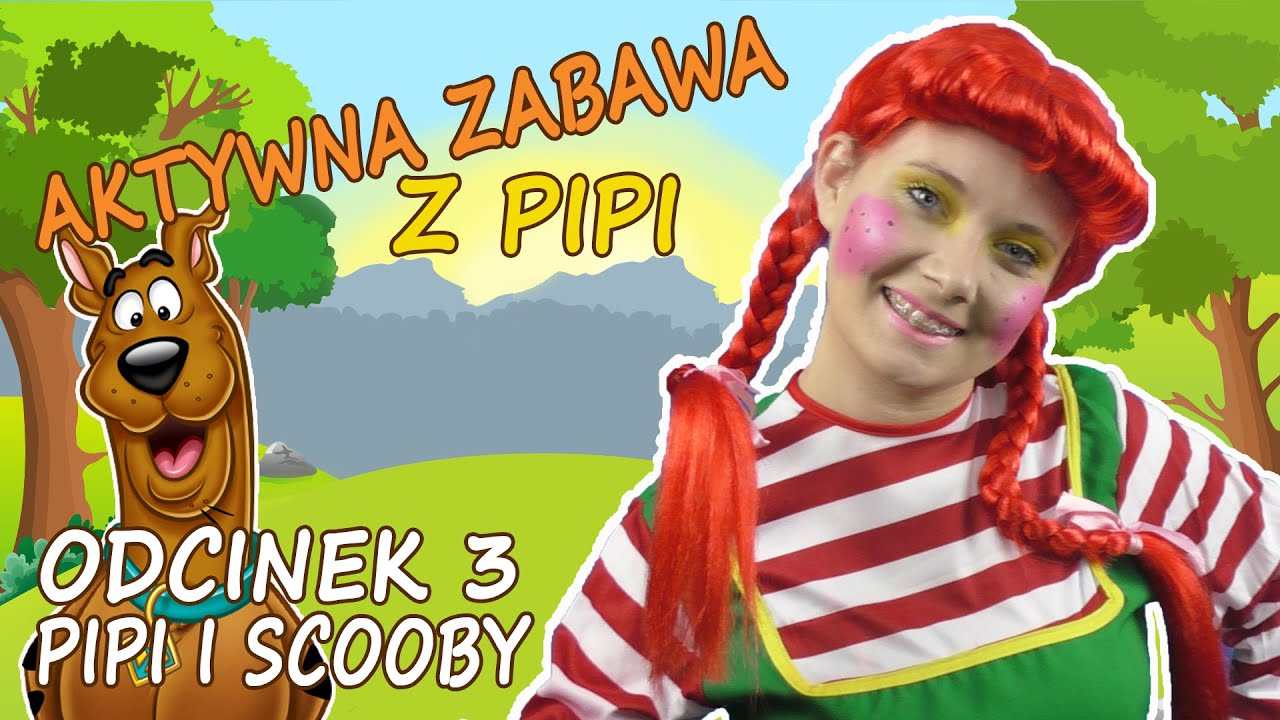 AKTYWNA ZABAWA
Z PIPI
ODCINEK 3
PIPI I SCOOBY